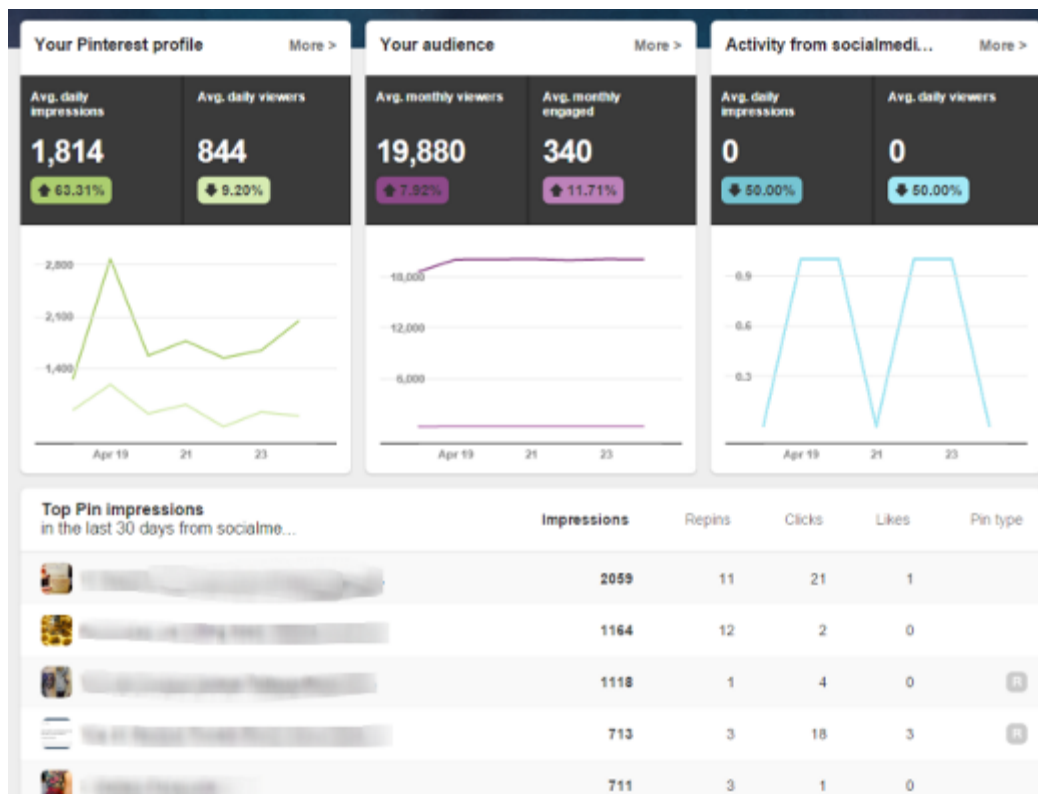 Your Pinterest profile More >
Avg. daily impressions
1,814
63.31%
Avg. daily viewers
844
9.20%
2,800
2,100
1,400
Apr 19 21 23
Your audience More >
Avg. monthly viewers
19,880
7.92%
Avg. monthly engaged
340
11.71%
18,000
12,000
6,000
Apr 19 21 23
Activity from socialmedi... More >
Avg. daily impressions
0
50.00%
Avg. daily viewers
0
50.00%
0.9
0.6
0.3
Apr 19 21 23
Top Pin impressions
in the last 30 days from socialme...
Impressions Repins Clicks Likes Pin type
2059 11 21 1
1164 12 2 0
1118 1 4 0 R
713 3 18 3 R
711 3 1 0